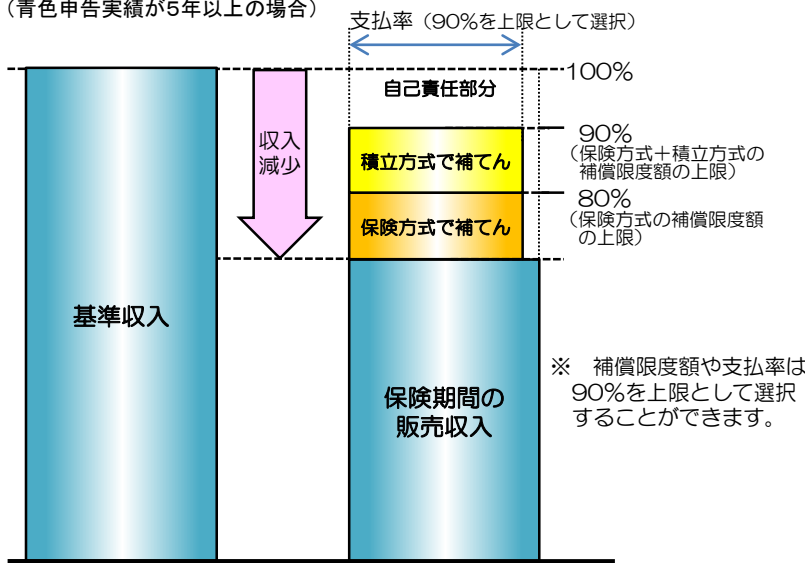 （青色申告実績が5年以上の場合）
支払率（90%を上限として選択）
100%
自己責任部分
収入
減少
90%
（保険方式＋積立方式の
補償限度額の上限）
積立方式で補てん
80%
（保険方式の補償限度額
の上限）
保険方式で補てん
基準収入
保険期間の
販売収入
※　補償限度額や支払率は
90%を上限として選択
することができます。